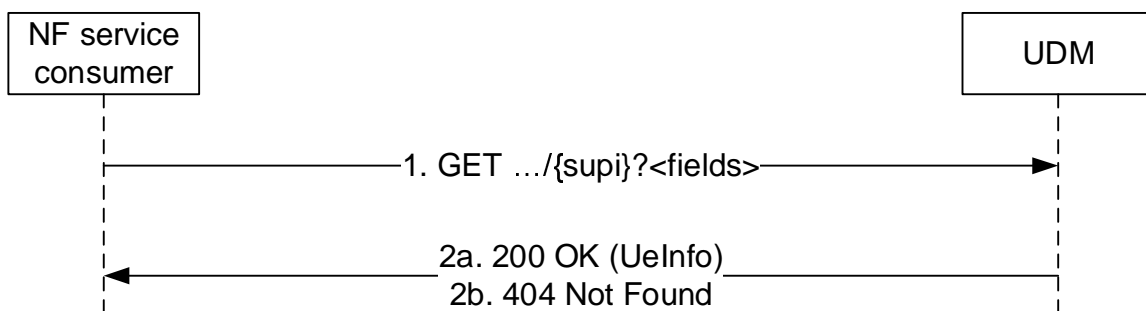 NF service
consumer
UDM
1. GET …/{supi}?<fields>
2a. 200 OK (UeInfo)
2b. 404 Not Found